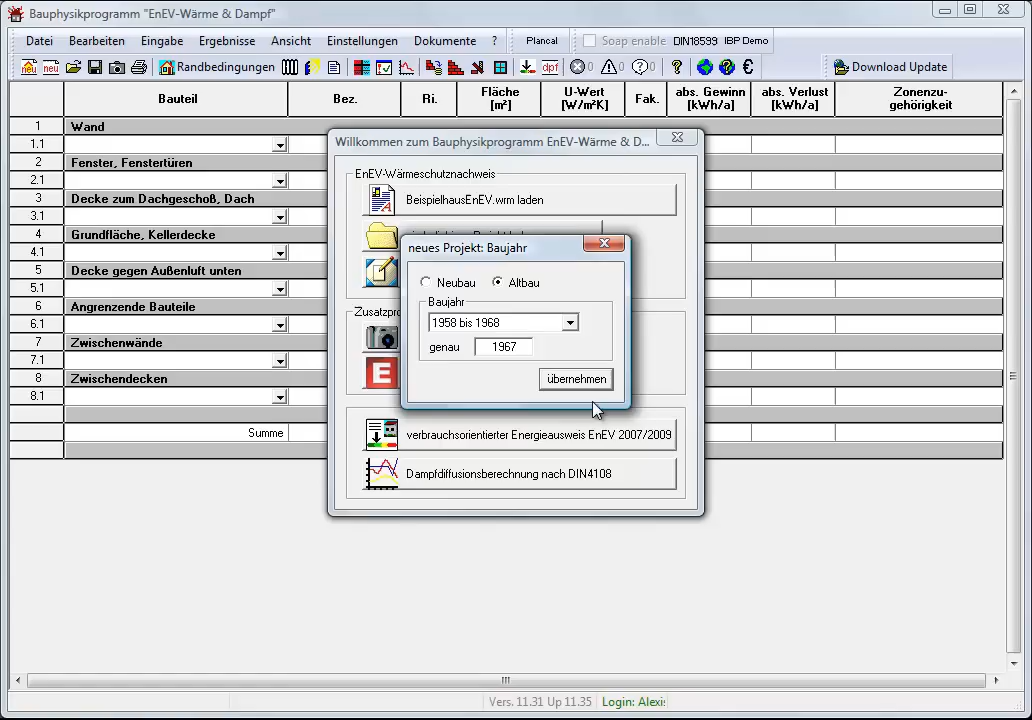 Bauphysikprogramm "EnEV-Wärme & Dampf"
Datei Bearbeiten Eingabe Ergebnisse Ansicht Einstellungen Dokumente ? Plancal Soap enable DIN18599 IBP Demo
neu neu Randbedingungen dpf 0 0 0 ? ? € Download Update
Bauteil Bez. Ri. Fläche [m²] U-Wert [W/m²K] Fak. abs. Gewinn [kWh/a] abs. Verlust [kWh/a] Zonenzu-gehörigkeit
1 Wand
1.1
2 Fenster, Fenstertüren
2.1
3 Decke zum Dachgeschoß, Dach
3.1
4 Grundfläche, Kellerdecke
4.1
5 Decke gegen Außenluft unten
5.1
6 Angrenzende Bauteile
6.1
7 Zwischenwände
7.1
8 Zwischendecken
8.1
Summe
Willkommen zum Bauphysikprogramm EnEV-Wärme & D...
EnEV-Wärmeschutznachweis
BeispielhausEnEV.wrm laden
neues Projekt: Baujahr
Neubau Altbau
Baujahr
1958 bis 1968
genau 1967
übernehmen
Zusatzpro
E
verbrauchsorientierter Energieausweis EnEV 2007/2009
Dampfdiffusionsberechnung nach DIN4108
Vers. 11.31 Up 11.35 Login: Alexis